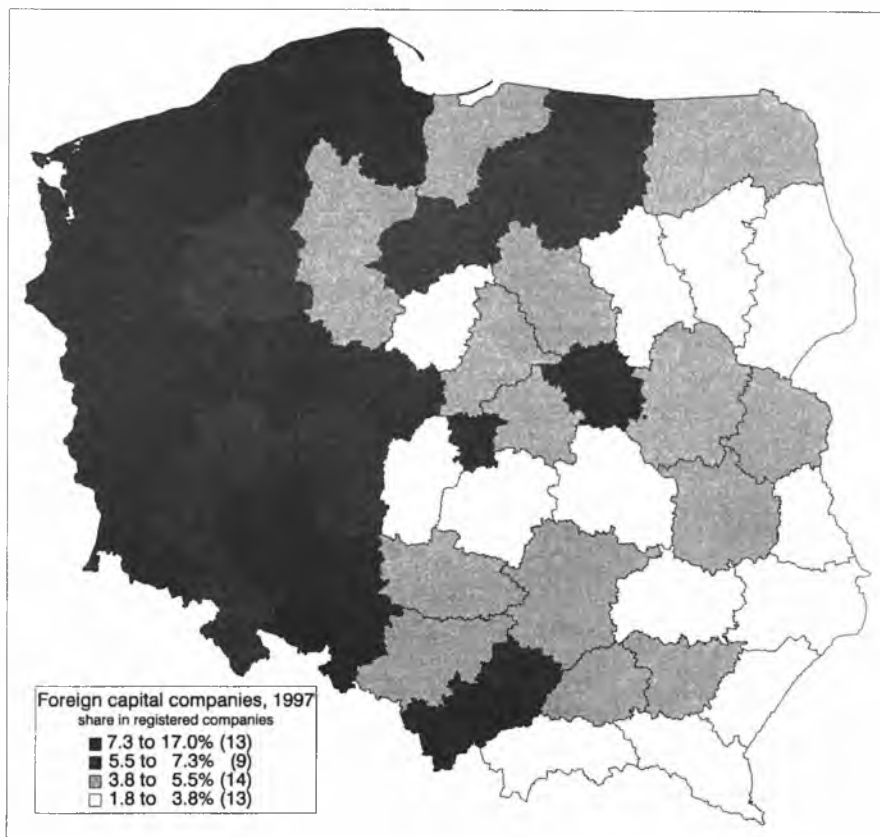 Foreign capital companies, 1997
share in registered companies
7.3 to 17.0% (13)
5.5 to 7.3% (9)
3.8 to 5.5% (14)
1.8 to 3.8% (13)